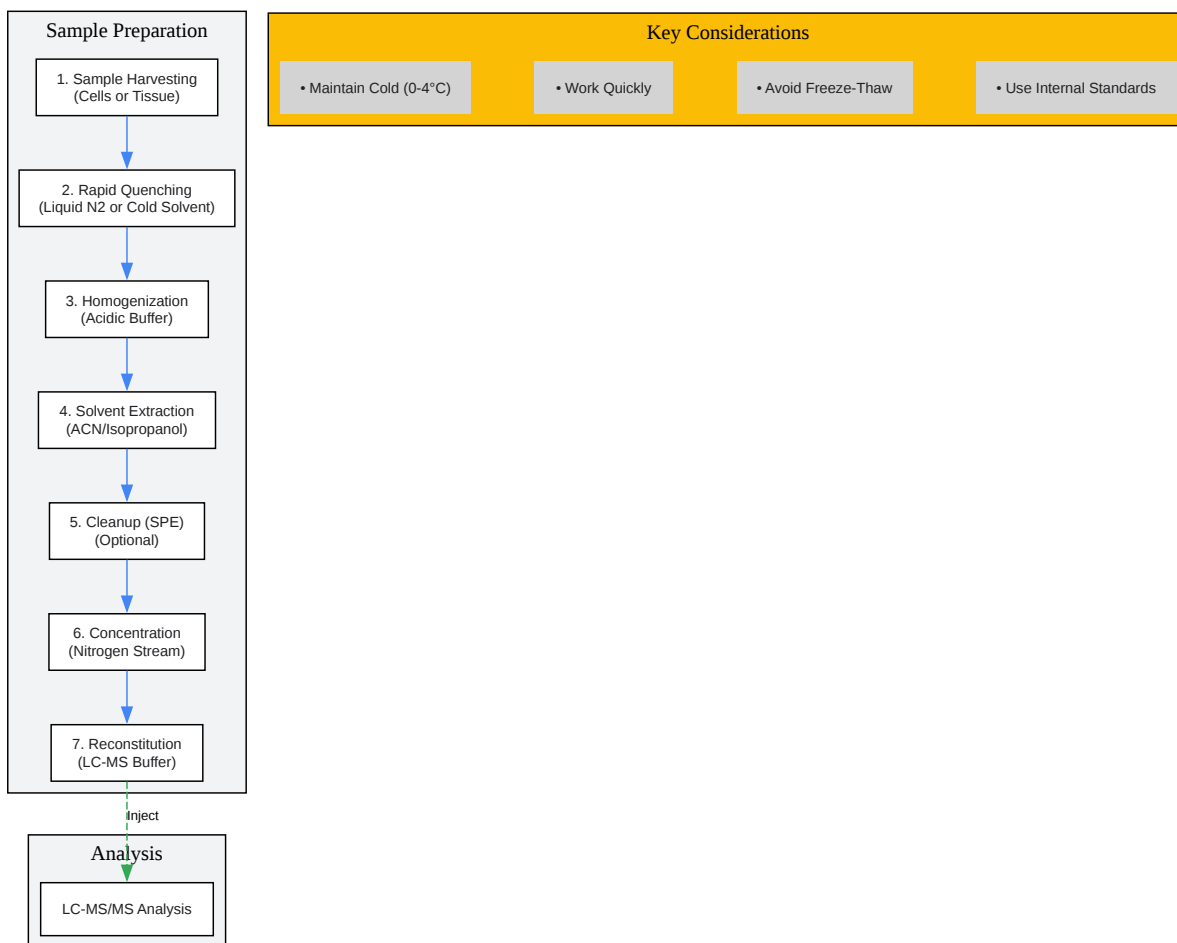 Sample Preparation
1. Sample Harvesting
(Cells or Tissue)
2. Rapid Quenching
(Liquid N2 or Cold Solvent)
3. Homogenization
(Acidic Buffer)
4. Solvent Extraction
(ACN/Isopropanol)
5. Cleanup (SPE)
(Optional)
6. Concentration
(Nitrogen Stream)
7. Reconstitution
(LC-MS Buffer)
Inject
Analysis
LC-MS/MS Analysis
Key Considerations
• Maintain Cold (0-4°C)
• Work Quickly
• Avoid Freeze-Thaw
• Use Internal Standards